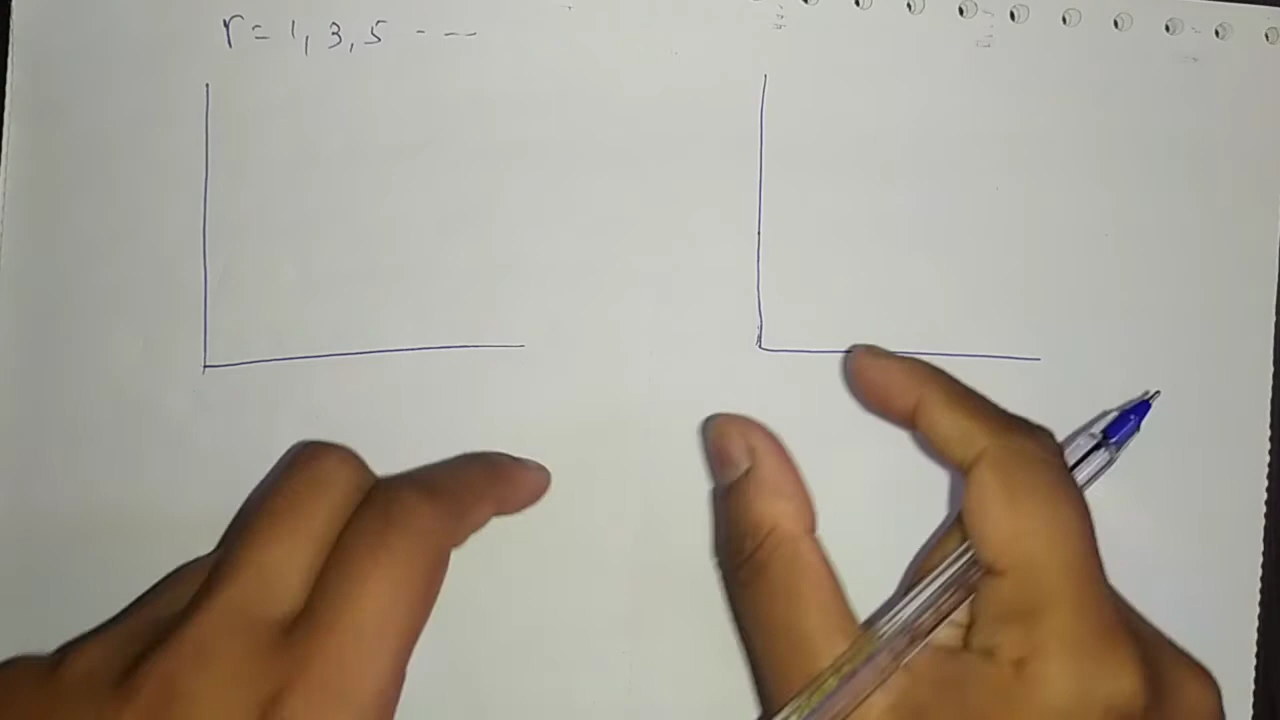 r = 1, 3, 5 - --